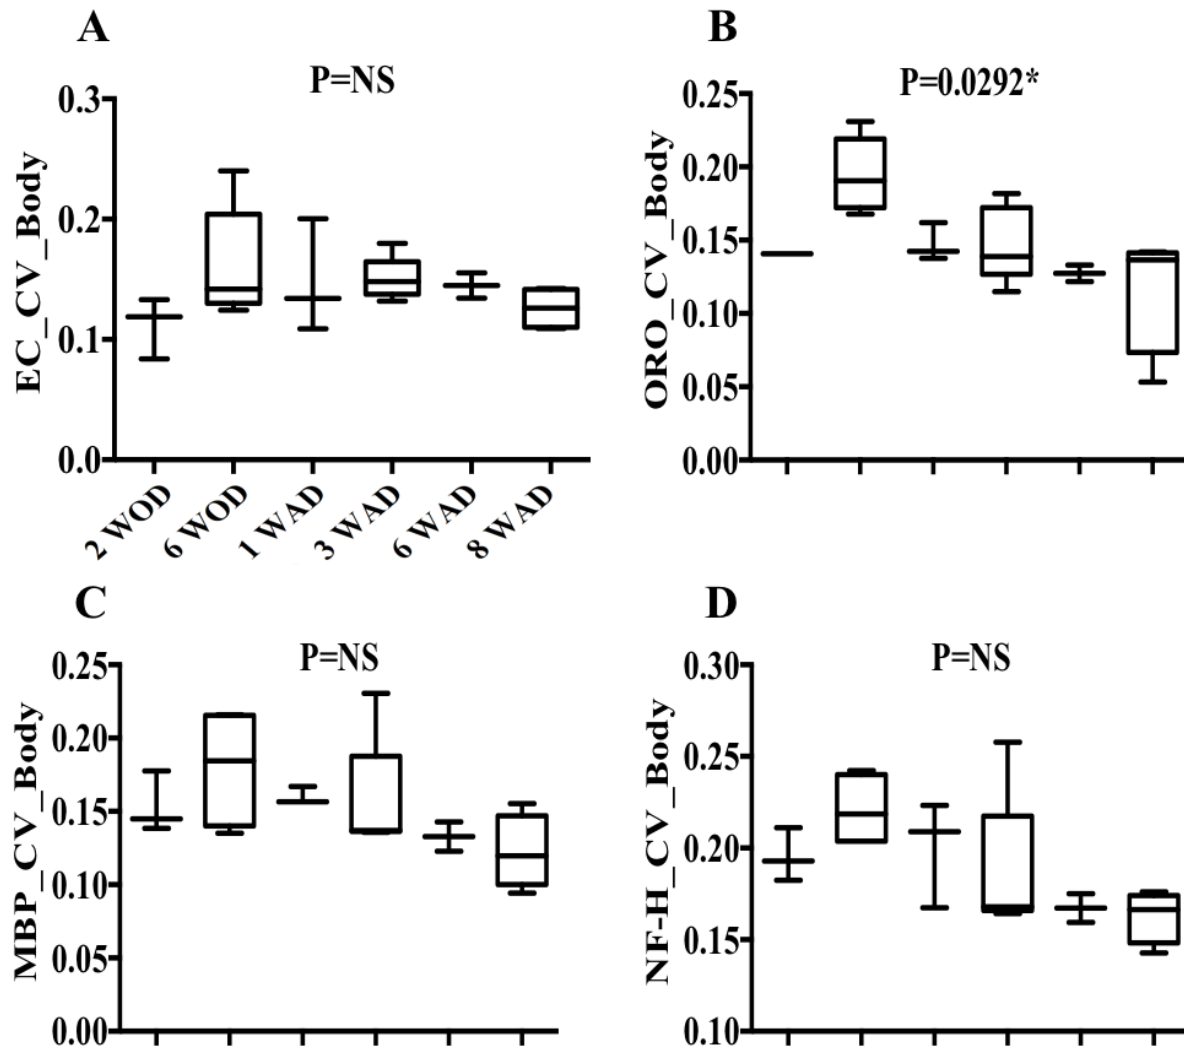 A
P=NS
EC_CV_Body
0.3
0.2
0.1
0.0
2 WOD
6 WOD
1 WAD
3 WAD
6 WAD
8 WAD
B
P=0.0292*
ORO_CV_Body
0.25
0.20
0.15
0.10
0.05
0.00
C
P=NS
MBP_CV_Body
0.25
0.20
0.15
0.10
0.05
0.00
D
P=NS
NF-H_CV_Body
0.30
0.25
0.20
0.15
0.10